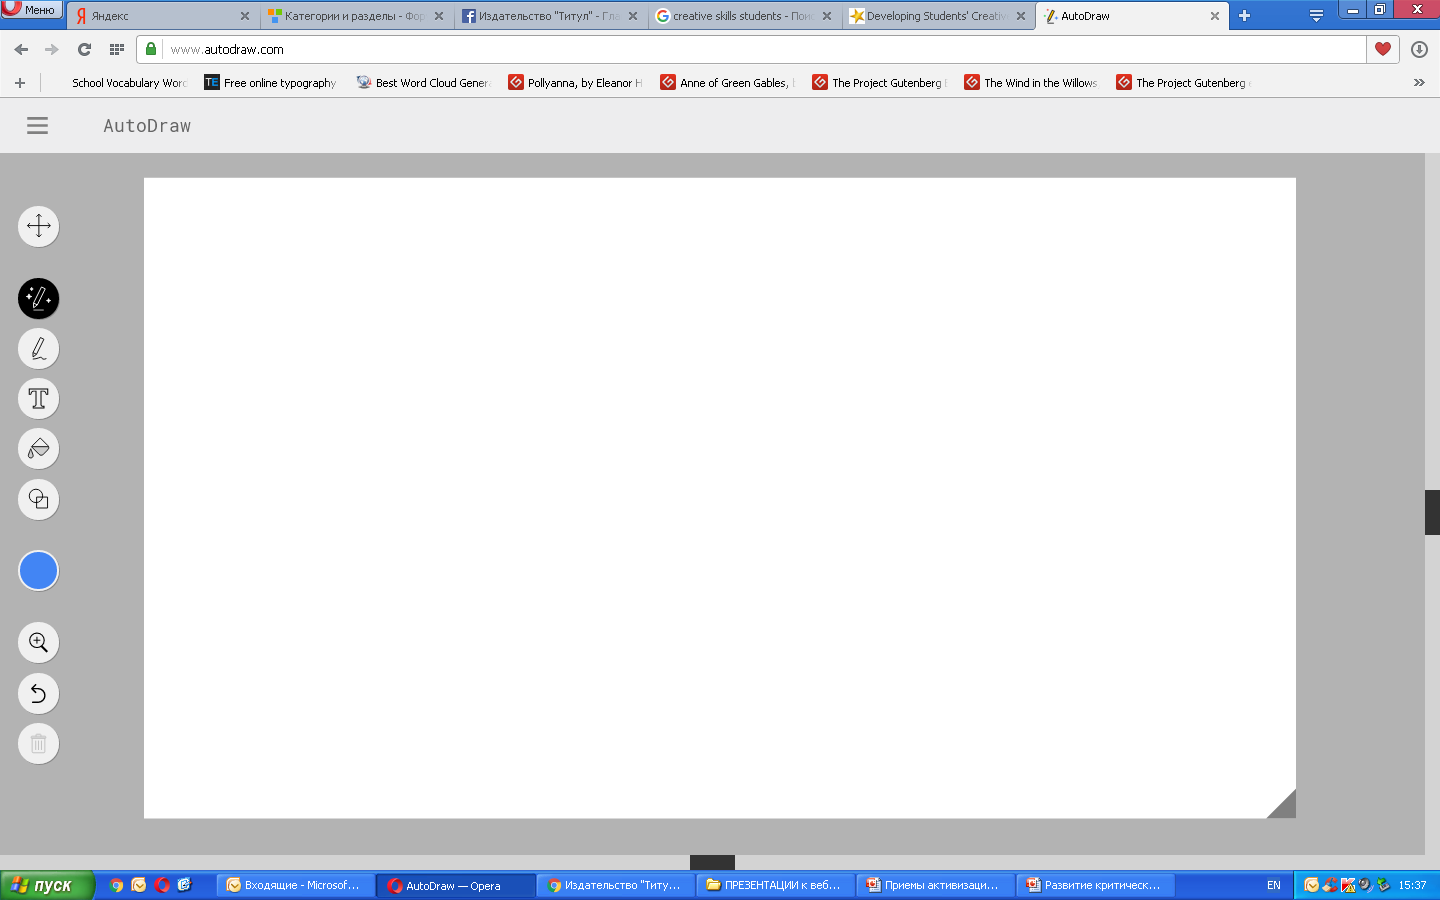 Меню
Яндекс
Категории и разделы - Фор
Издательство "Титул" - Гла
creative skills students - Пои
Developing Students' Creativ
AutoDraw
www.autodraw.com
School Vocabulary Word
TE Free online typography
Best Word Cloud Gener
Pollyanna, by Eleanor H
Anne of Green Gables,
The Project Gutenberg E
The Wind in the Willows
The Project Gutenberg
AutoDraw
T
пуск
Входящие - Microsof...
AutoDraw — Opera
Издательство "Титу...
ПРЕЗЕНТАЦИИ к веб...
Приемы активизаци...
Развитие критическ...
EN
15:37